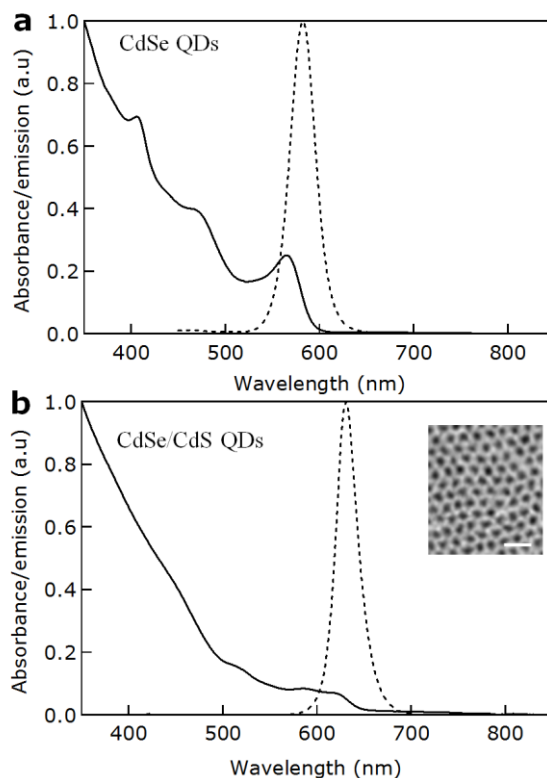 a
CdSe QDs
Absorbance/emission (a.u)
1.0
0.8
0.6
0.4
0.2
0.0
400 500 600 700 800
Wavelength (nm)
b
CdSe/CdS QDs
Absorbance/emission (a.u)
1.0
0.8
0.6
0.4
0.2
0.0
400 500 600 700 800
Wavelength (nm)